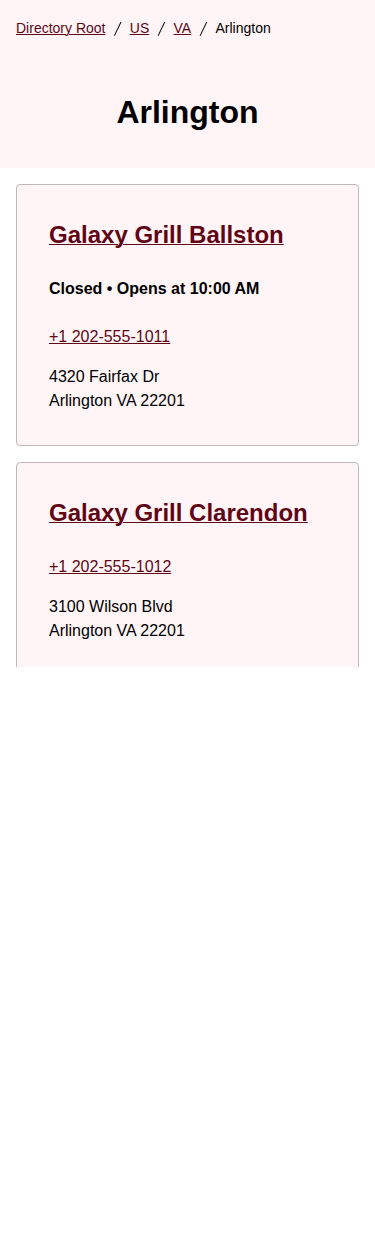 Directory Root / US / VA / Arlington
Arlington
Galaxy Grill Ballston
Closed • Opens at 10:00 AM
+1 202-555-1011
4320 Fairfax Dr
Arlington VA 22201
Galaxy Grill Clarendon
+1 202-555-1012
3100 Wilson Blvd
Arlington VA 22201